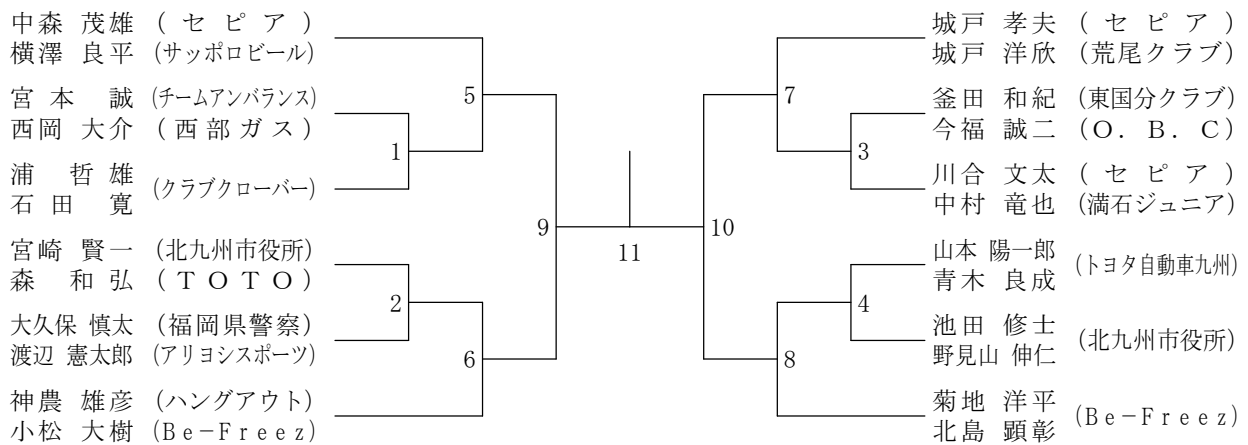 中森 茂雄 (セピア)
横澤 良平 (サッポロビール)
宮本 誠 (チームアンバランス)
西岡 大介 (西部ガス)
浦 哲雄
石田 寛
(クラブクローバー)
宮崎 賢一 (北九州市役所)
森 和弘 (TOTO)
大久保 慎太 (福岡県警察)
渡辺 憲太郎 (アリヨシスポーツ)
神農 雄彦 (ハングアウト)
小松 大樹 (Be-Freez)
5
1
2
6
9
11
10
7
3
4
8
城戸 孝夫 (セピア)
城戸 洋欣 (荒尾クラブ)
釜田 和紀 (東国分クラブ)
今福 誠二 (O.B.C)
川合 文太 (セピア)
中村 竜也 (満石ジュニア)
山本 陽一郎
青木 良成
(トヨタ自動車九州)
池田 修士
野見山 伸仁
(北九州市役所)
菊地 洋平
北島 顕彰
(Be-Freez)